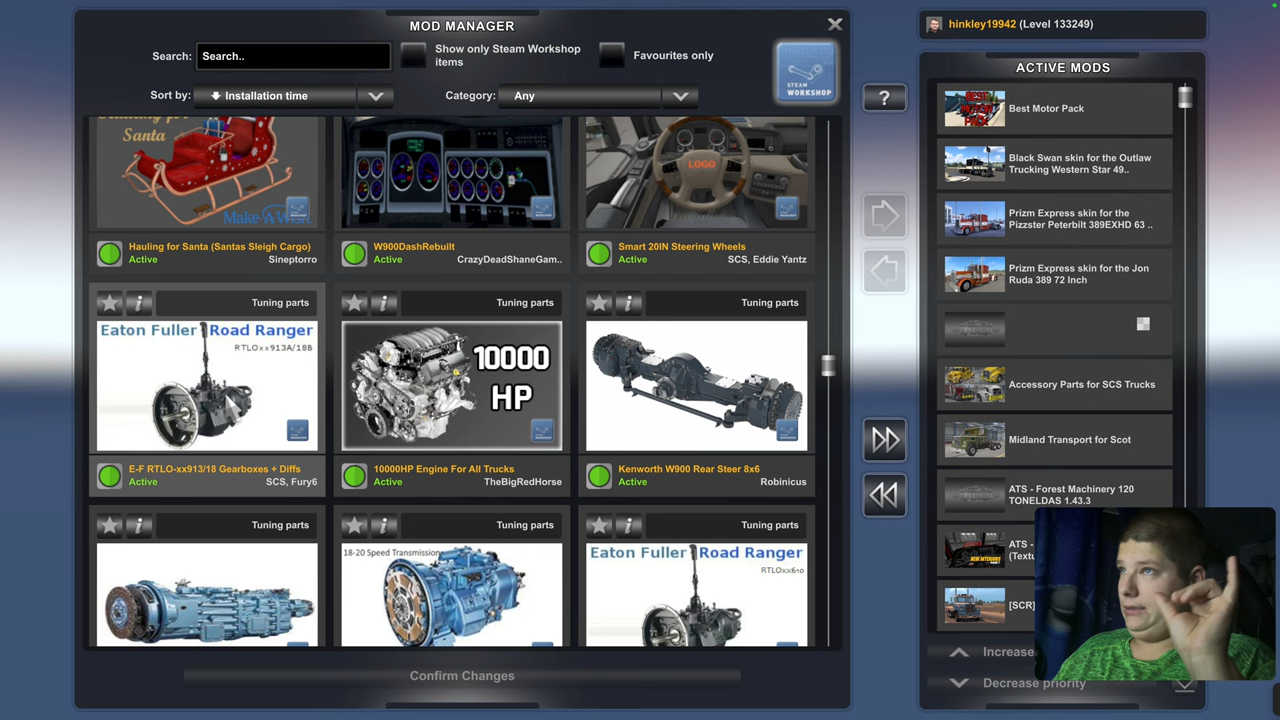 MOD MANAGER
Search:
Search..
Show only Steam Workshop
items
Favourites only
STEAM
WORKSHOP
Sort by:
Installation time
Category:
Any
?
Santa
Make-A-Wish
Hauling for Santa (Santas Sleigh Cargo)
Active
Sineptorro
W900DashRebuilt
Active
CrazyDeadShaneGam..
LOGO
Smart 20IN Steering Wheels
Active
SCS, Eddie Yantz
i
Tuning parts
Eaton Fuller Road Ranger
RTLOxx913A/18B
E-F RTLO-xx913/18 Gearboxes + Diffs
Active
SCS, Fury6
i
Tuning parts
10000
HP
10000HP Engine For All Trucks
Active
TheBigRedHorse
i
Tuning parts
Kenworth W900 Rear Steer 8x6
Active
Robinicus
i
Tuning parts
i
Tuning parts
18-20 Speed Transmissions
i
Tuning parts
Eaton Fuller Road Ranger
RTLOxx610
Confirm Changes
hinkley19942 (Level 133249)
ACTIVE MODS
BEST
MOTOR
PACK
Best Motor Pack
Black Swan skin for the Outlaw
Trucking Western Star 49..
Prizm Express skin for the
Pizzster Peterbilt 389EXHD 63 ..
Prizm Express skin for the Jon
Ruda 389 72 Inch
Accessory Parts for SCS Trucks
Midland Transport for Scot
ATS - Forest Machinery 120
TONELDAS 1.43.3
ATS -
(Textu
[SCR]
Increase
Decrease priority